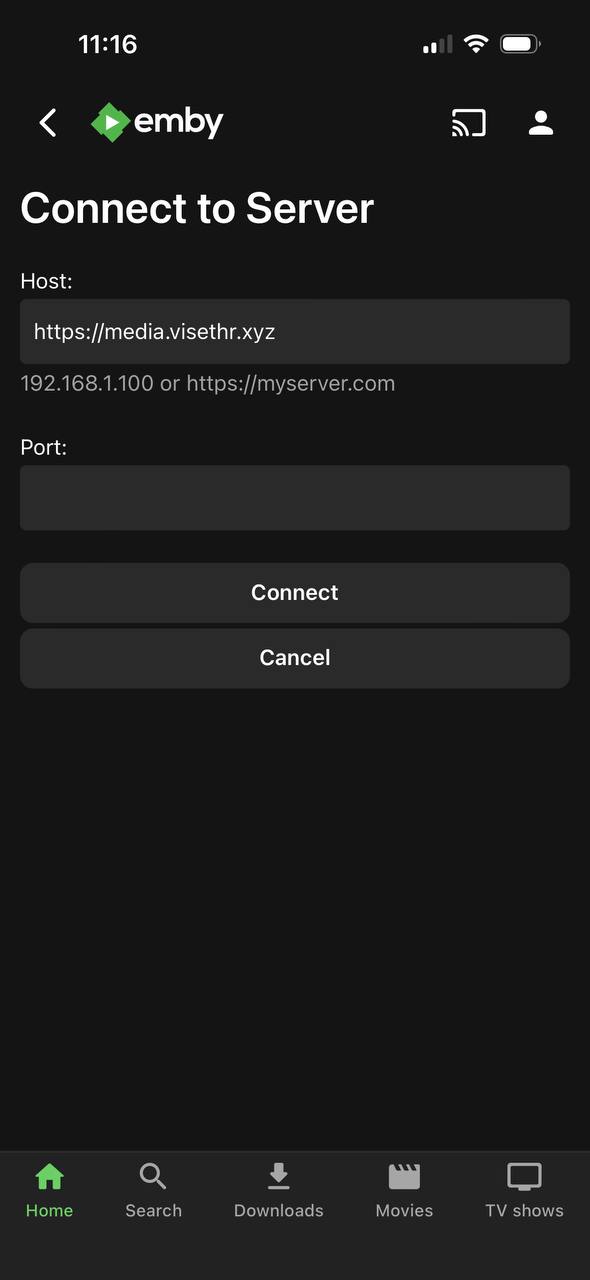 11:16
emby
Connect to Server
Host:
https://media.visethr.xyz
192.168.1.100 or https://myserver.com
Port:
Connect
Cancel
Home Search Downloads Movies TV shows